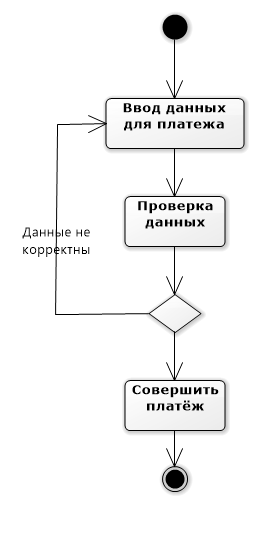 Ввод данных
для платежа
Проверка
данных
Данные не
корректны
Совершить
платёж